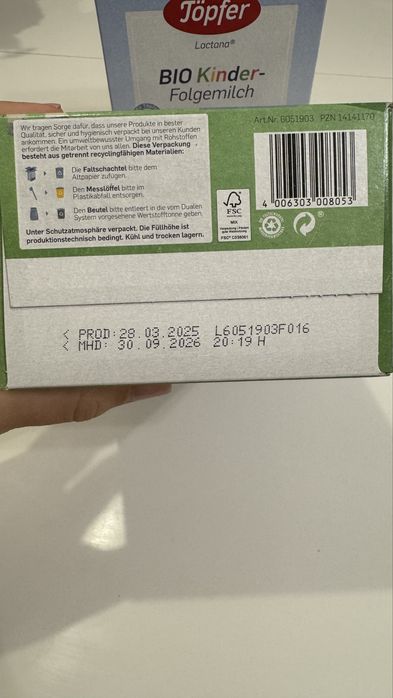 Töpfer
Lactana®
BIO Kinder-
Folgemilch
Wir tragen Sorge dafür, dass unsere Produkte in bester
Qualität, sicher und hygienisch verpackt bei unseren Kunden
ankommen. Ein umweltbewusster Umgang mit Rohstoffen
erfordert die Mitarbeit von uns allen. Diese Verpackung
besteht aus getrennt recyclingfähigen Materialien:
Die Faltschachtel bitte dem
Altpapier zufügen.
Den Messlöffel bitte im
Plastikabfall entsorgen.
Den Beutel bitte entleert in die vom Dualen
System vorgesehene Wertstofftonne geben.
Unter Schutzatmosphäre verpackt. Die Füllhöhe ist
produktionstechnisch bedingt. Kühl und trocken lagern.
Art.Nr. 6051903 PZN 14141170
4 006303 008053
FSC
MIX
FSC® C036061
PROD: 28.03.2025 L6051903F016
MHD: 30.09.2026 20:19 H